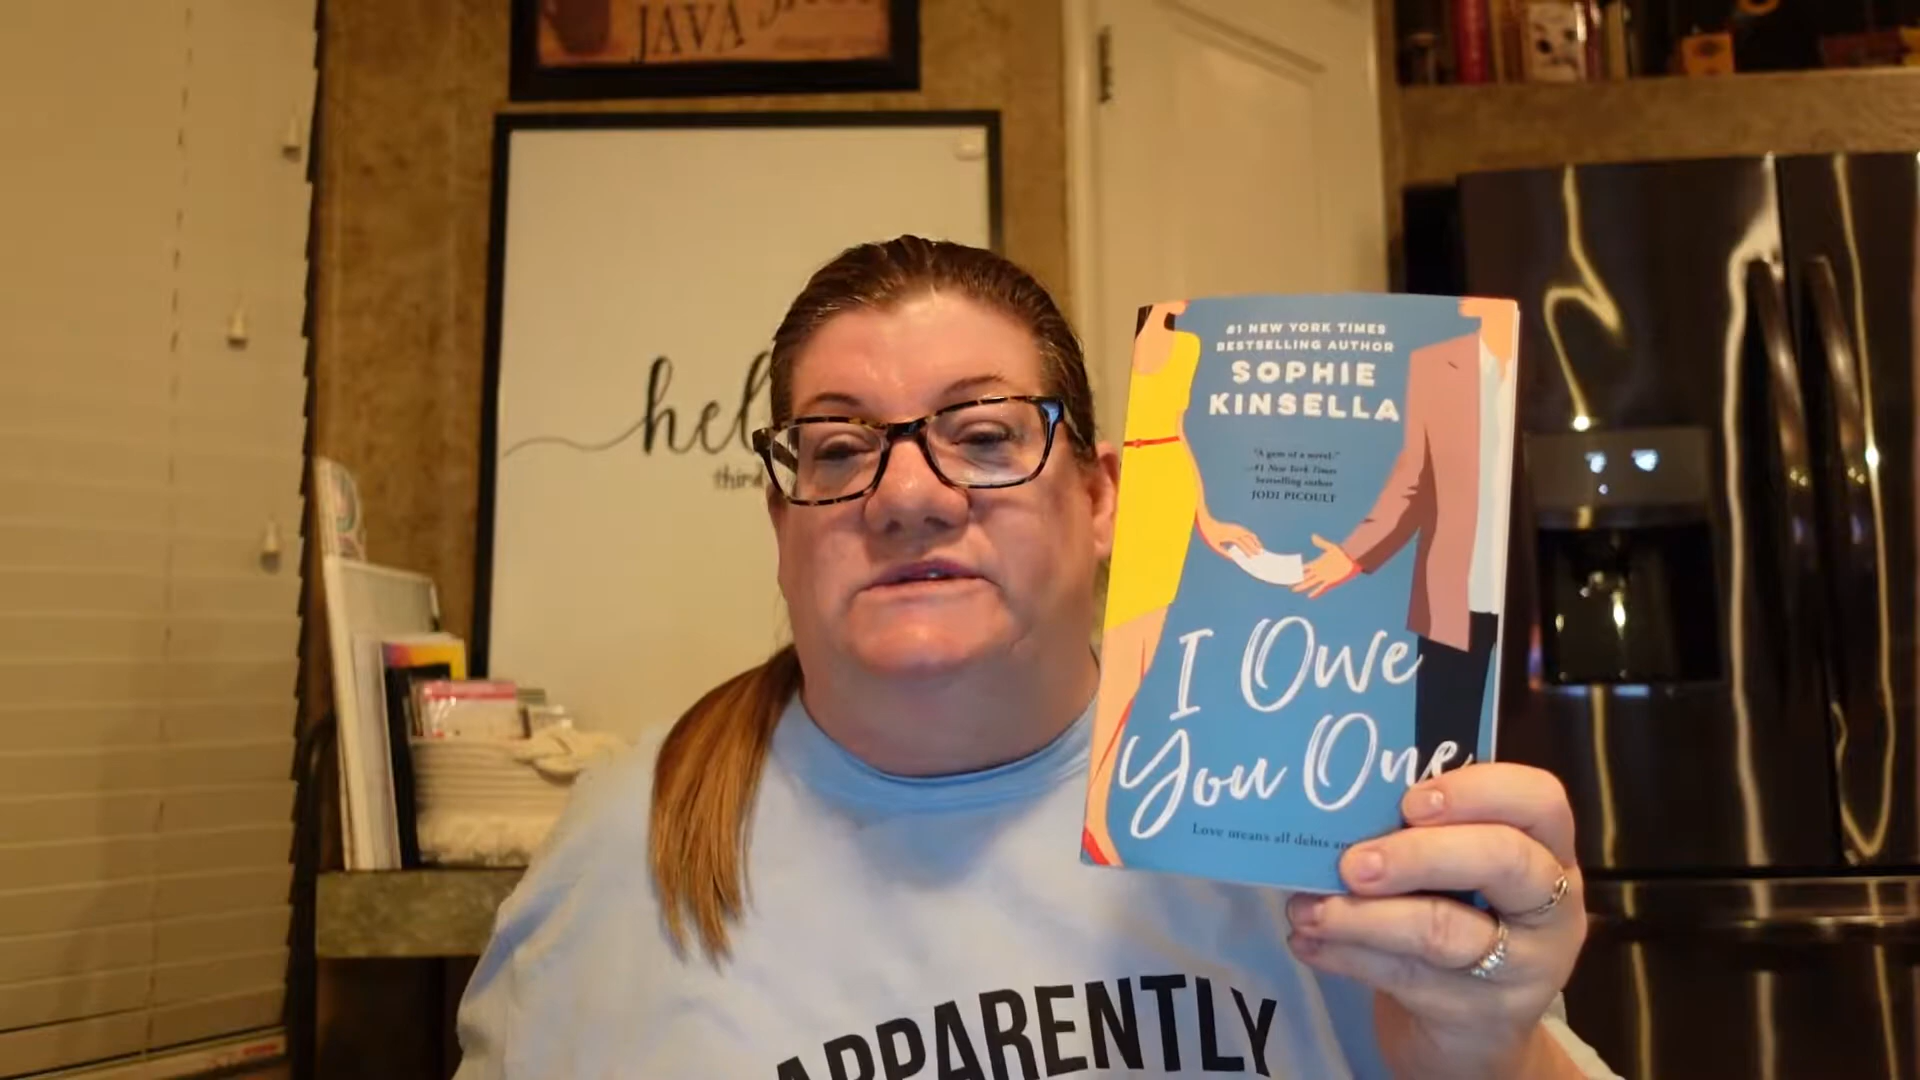 JAVA
#1 NEW YORK TIMES
BESTSELLING AUTHOR
SOPHIE
KINSELLA
"A gem of a novel."
—#1 New York Times
bestselling author
JODI PICOULT
I Owe
You One
Love means all debts
APPARENTLY